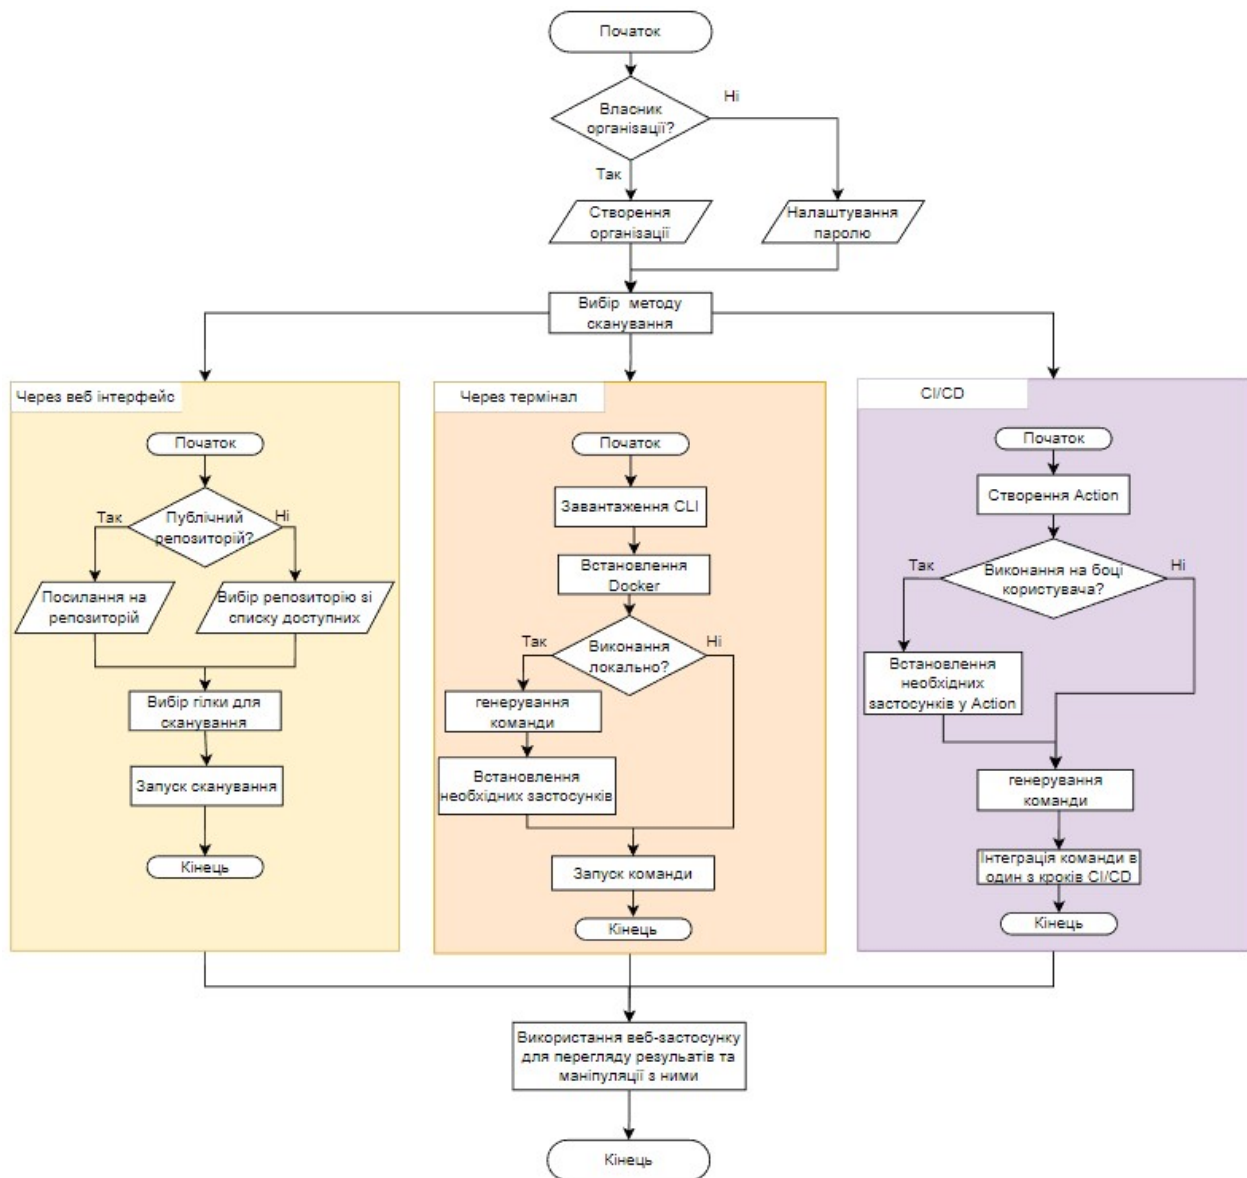 Початок
Власник
організації?
Ні
Так
Створення
організації
Налаштування
паролю
Вибір методу
сканування
Через веб інтерфейс
Початок
Публічний
репозиторій?
Так
Ні
Посилання на
репозиторій
Вибір репозиторію зі
списку доступних
Вибір гілки для
сканування
Запуск сканування
Кінець
Через термінал
Початок
Завантаження CLI
Встановлення
Docker
Виконання
локально?
Так
Ні
генерування
команди
Встановлення
необхідних застосунків
Запуск команди
Кінець
CI/CD
Початок
Створення Action
Виконання на боці
користувача?
Так
Ні
Встановлення
необхідних
застосунків у Action
генерування
команди
Інтеграція команди в
один з кроків CI/CD
Кінець
Використання веб-застосунку
для перегляду резульатів та
маніпуляції з ними
Кінець